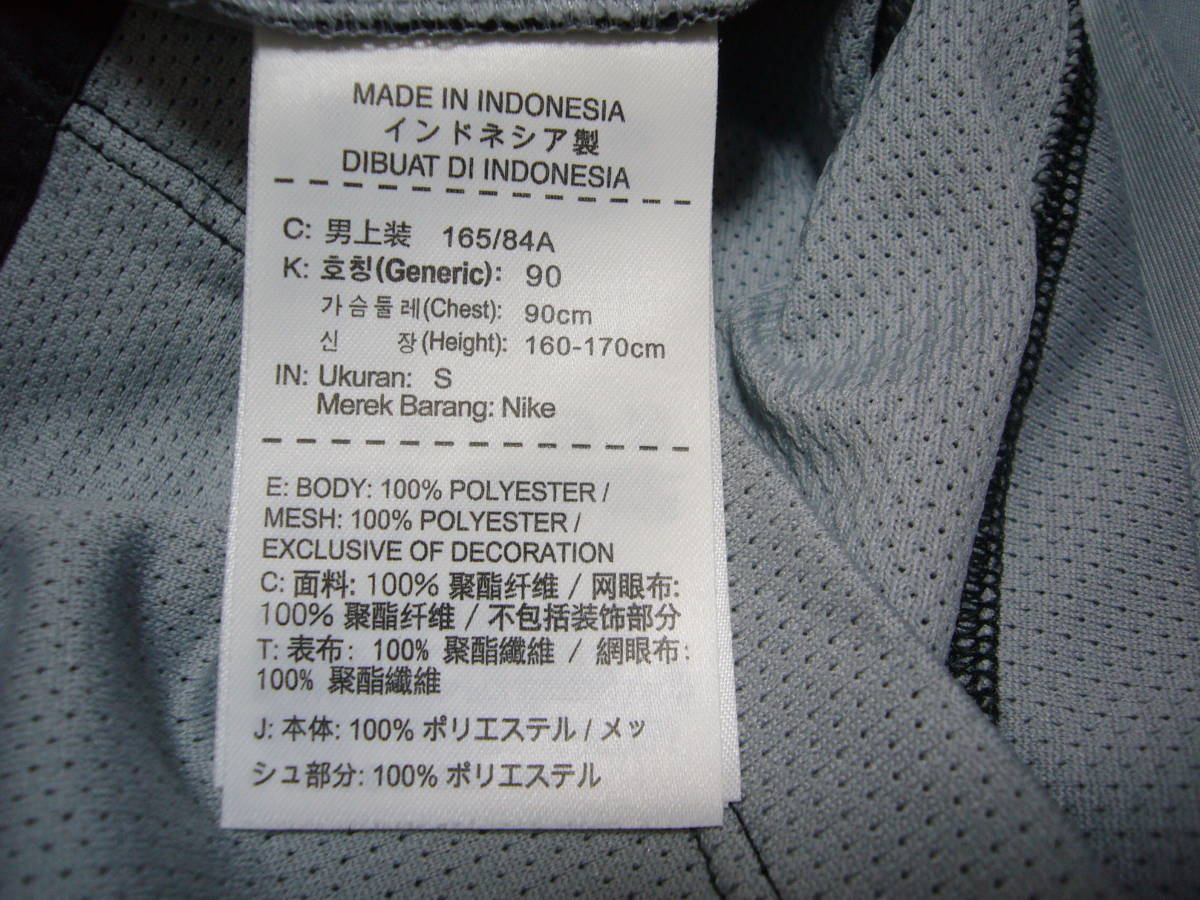 MADE IN INDONESIA
インドネシア製
DIBUAT DI INDONESIA
C: 男上装 165/84A
K: 호칭(Generic): 90
가슴둘레(Chest): 90cm
신 장(Height): 160-170cm
IN: Ukuran: S
Merek Barang: Nike
E: BODY: 100% POLYESTER /
MESH: 100% POLYESTER /
EXCLUSIVE OF DECORATION
C: 面料: 100% 聚酯纤维 / 网眼布:
100% 聚酯纤维 / 不包括装饰部分
T: 表布: 100% 聚酯纖維 / 網眼布:
100% 聚酯纖維
J: 本体: 100% ポリエステル / メッ
シュ部分: 100% ポリエステル